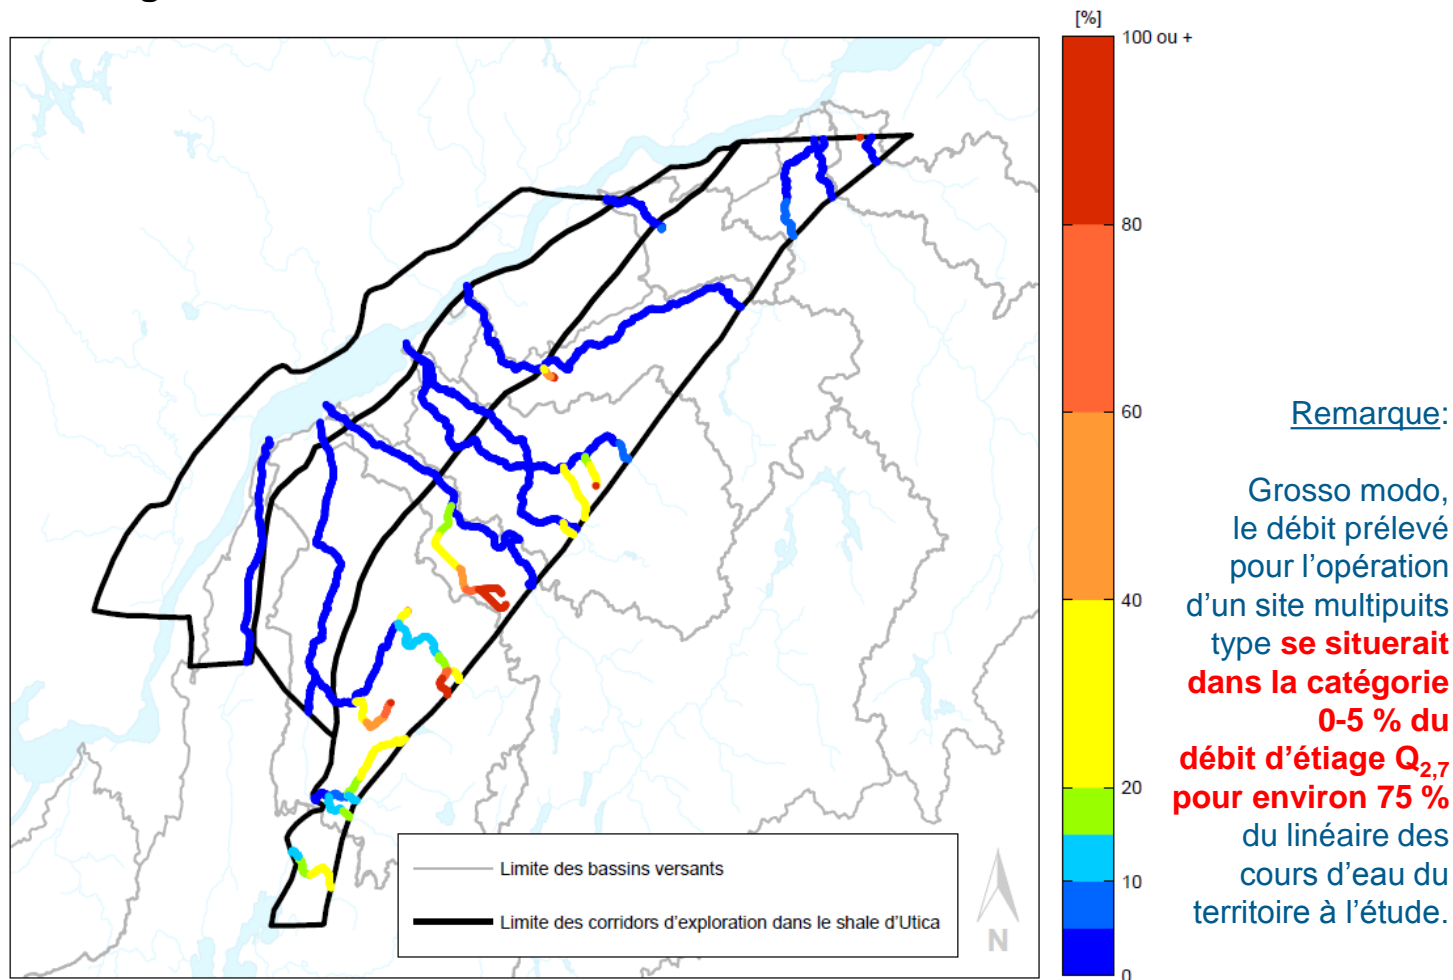 [%]
100 ou +
80
60
40
20
10
0
Remarque:
Grosso modo,
le débit prélevé
pour l'opération
d'un site multipuits
type se situerait
dans la catégorie
0-5 % du
débit d'étiage Q2,7
pour environ 75 %
du linéaire des
cours d'eau du
territoire à l'étude.
Limite des bassins versants
Limite des corridors d'exploration dans le shale d'Utica
N